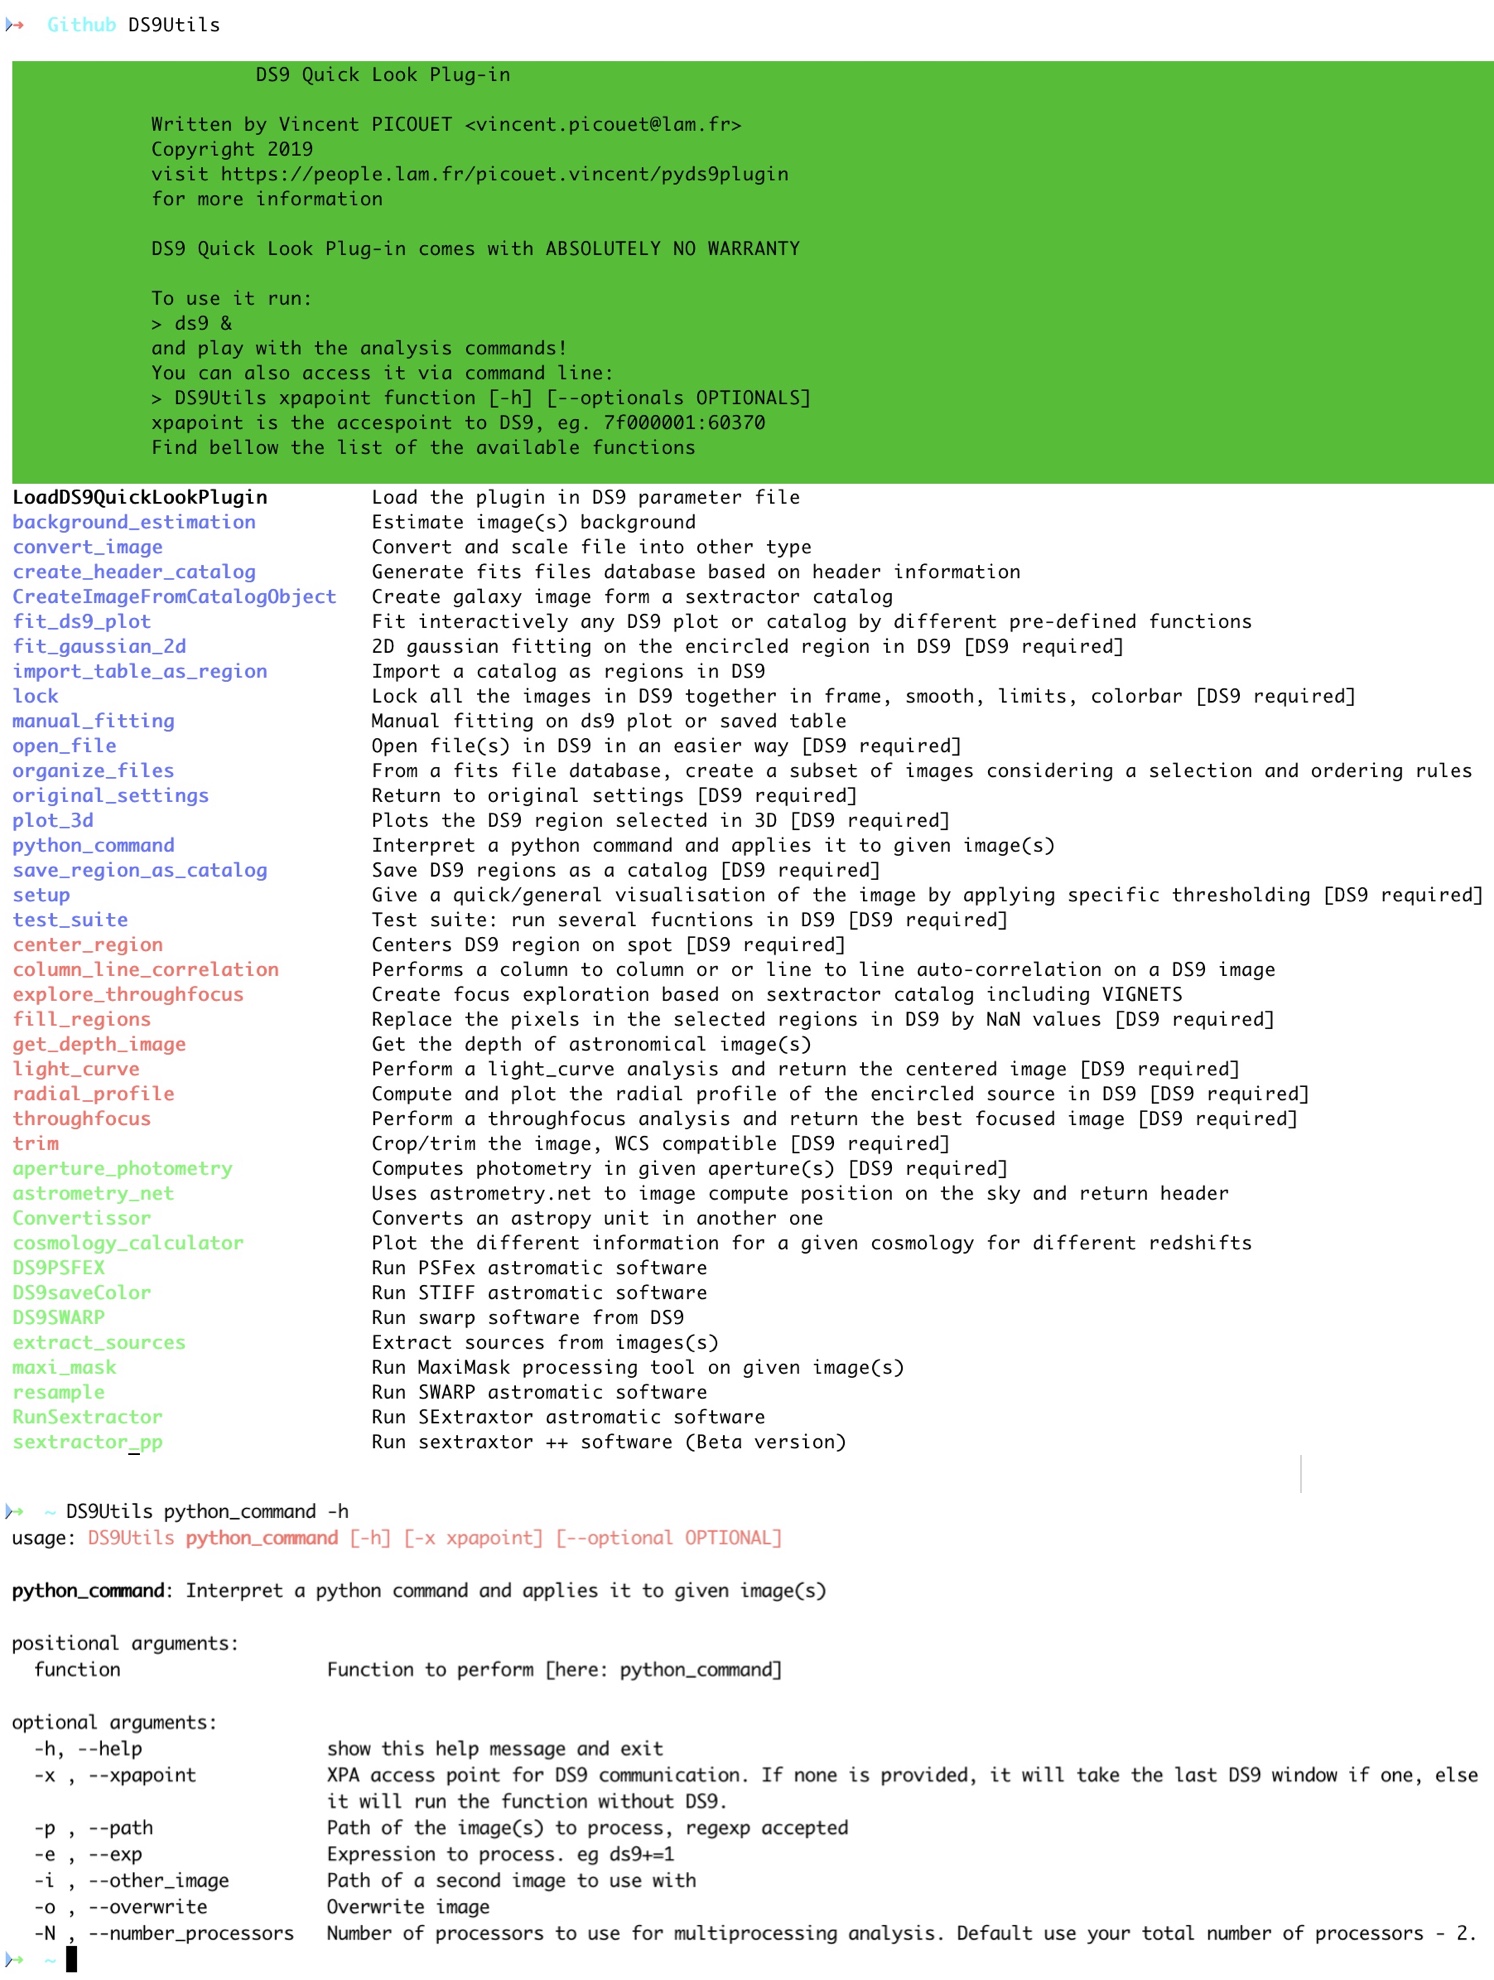 → Github DS9Utils
DS9 Quick Look Plug-in
Written by Vincent PICOUET <vincent.picouet@lam.fr>
Copyright 2019
visit https://people.lam.fr/picouet.vincent/pyds9plugin
for more information
DS9 Quick Look Plug-in comes with ABSOLUTELY NO WARRANTY
To use it run:
> ds9 &
and play with the analysis commands!
You can also access it via command line:
> DS9Utils xpapoint function [-h] [--optionals OPTIONALS]
xpapoint is the accespoint to DS9, eg. 7f000001:60370
Find bellow the list of the available functions
LoadDS9QuickLookPlugin Load the plugin in DS9 parameter file
background_estimation Estimate image(s) background
convert_image Convert and scale file into other type
create_header_catalog Generate fits files database based on header information
CreateImageFromCatalogObject Create galaxy image form a sextractor catalog
fit_ds9_plot Fit interactively any DS9 plot or catalog by different pre-defined functions
fit_gaussian_2d 2D gaussian fitting on the encircled region in DS9 [DS9 required]
import_table_as_region Import a catalog as regions in DS9
lock Lock all the images in DS9 together in frame, smooth, limits, colorbar [DS9 required]
manual_fitting Manual fitting on ds9 plot or saved table
open_file Open file(s) in DS9 in an easier way [DS9 required]
organize_files From a fits file database, create a subset of images considering a selection and ordering rules
original_settings Return to original settings [DS9 required]
plot_3d Plots the DS9 region selected in 3D [DS9 required]
python_command Interpret a python command and applies it to given image(s)
save_region_as_catalog Save DS9 regions as a catalog [DS9 required]
setup Give a quick/general visualisation of the image by applying specific thresholding [DS9 required]
test_suite Test suite: run several fucntions in DS9 [DS9 required]
center_region Centers DS9 region on spot [DS9 required]
column_line_correlation Performs a column to column or or line to line auto-correlation on a DS9 image
explore_throughfocus Create focus exploration based on sextractor catalog including VIGNETS
fill_regions Replace the pixels in the selected regions in DS9 by NaN values [DS9 required]
get_depth_image Get the depth of astronomical image(s)
light_curve Perform a light_curve analysis and return the centered image [DS9 required]
radial_profile Compute and plot the radial profile of the encircled source in DS9 [DS9 required]
throughfocus Perform a throughfocus analysis and return the best focused image [DS9 required]
trim Crop/trim the image, WCS compatible [DS9 required]
aperture_photometry Computes photometry in given aperture(s) [DS9 required]
astrometry_net Uses astrometry.net to image compute position on the sky and return header
Convertissor Converts an astropy unit in another one
cosmology_calculator Plot the different information for a given cosmology for different redshifts
DS9PSFEX Run PSFex astromatic software
DS9saveColor Run STIFF astromatic software
DS9SWARP Run swarp software from DS9
extract_sources Extract sources from images(s)
maxi_mask Run MaxiMask processing tool on given image(s)
resample Run SWARP astromatic software
RunSextractor Run SExtraxtor astromatic software
sextractor_pp Run sextraxtor ++ software (Beta version)
→ ~ DS9Utils python_command -h
usage: DS9Utils python_command [-h] [-x xpapoint] [--optional OPTIONAL]
python_command: Interpret a python command and applies it to given image(s)
positional arguments:
function Function to perform [here: python_command]
optional arguments:
-h, --help show this help message and exit
-x , --xpapoint XPA access point for DS9 communication. If none is provided, it will take the last DS9 window if one, else
it will run the function without DS9.
-p , --path Path of the image(s) to process, regexp accepted
-e , --exp Expression to process. eg ds9+=1
-i , --other_image Path of a second image to use with
-o , --overwrite Overwrite image
-N , --number_processors Number of processors to use for multiprocessing analysis. Default use your total number of processors - 2.
→ ~